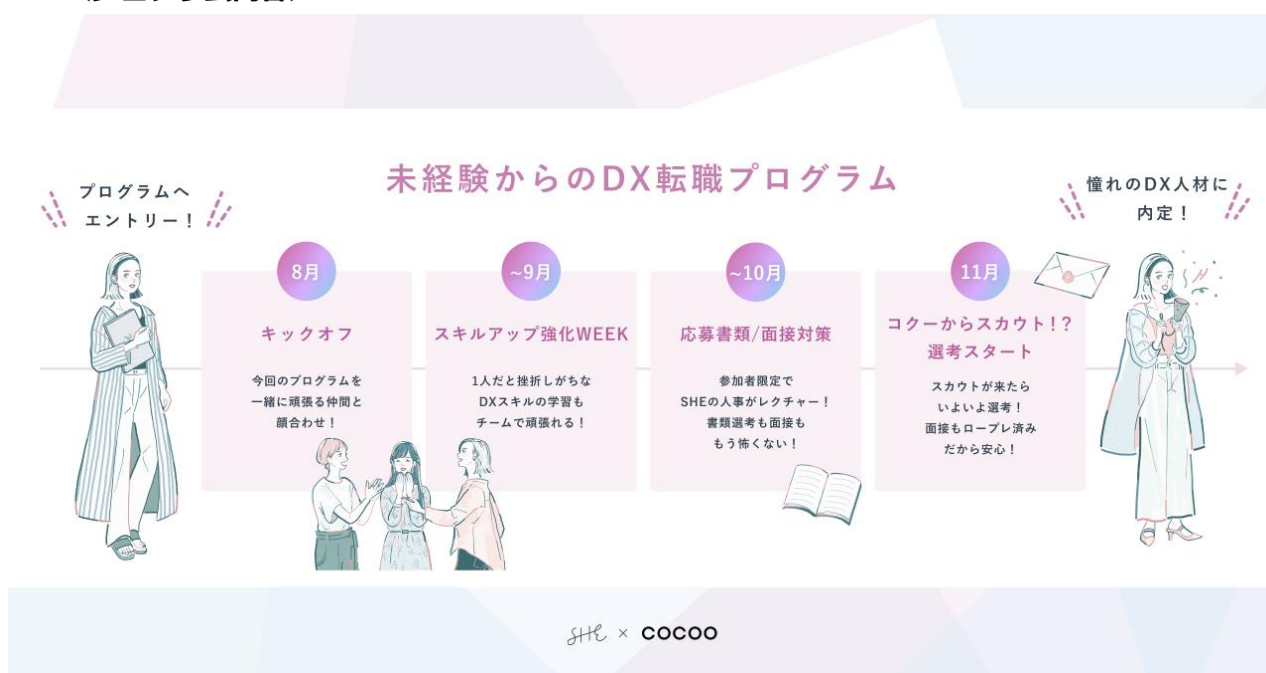 未経験からのDX転職プログラム
プログラムへ
エントリー！
8月
キックオフ
今回のプログラムを
一緒に頑張る仲間と
顔合わせ！
~9月
スキルアップ強化WEEK
1人だと挫折しがちな
DXスキルの学習も
チームで頑張れる！
~10月
応募書類/面接対策
参加者限定で
SHEの人事がレクチャー！
書類選考も面接も
もう怖くない！
11月
コクーからスカウト！？
選考スタート
スカウトが来たら
いよいよ選考！
面接もロープレ済み
だから安心！
憧れのDX人材に
内定！
SHE × COCOO